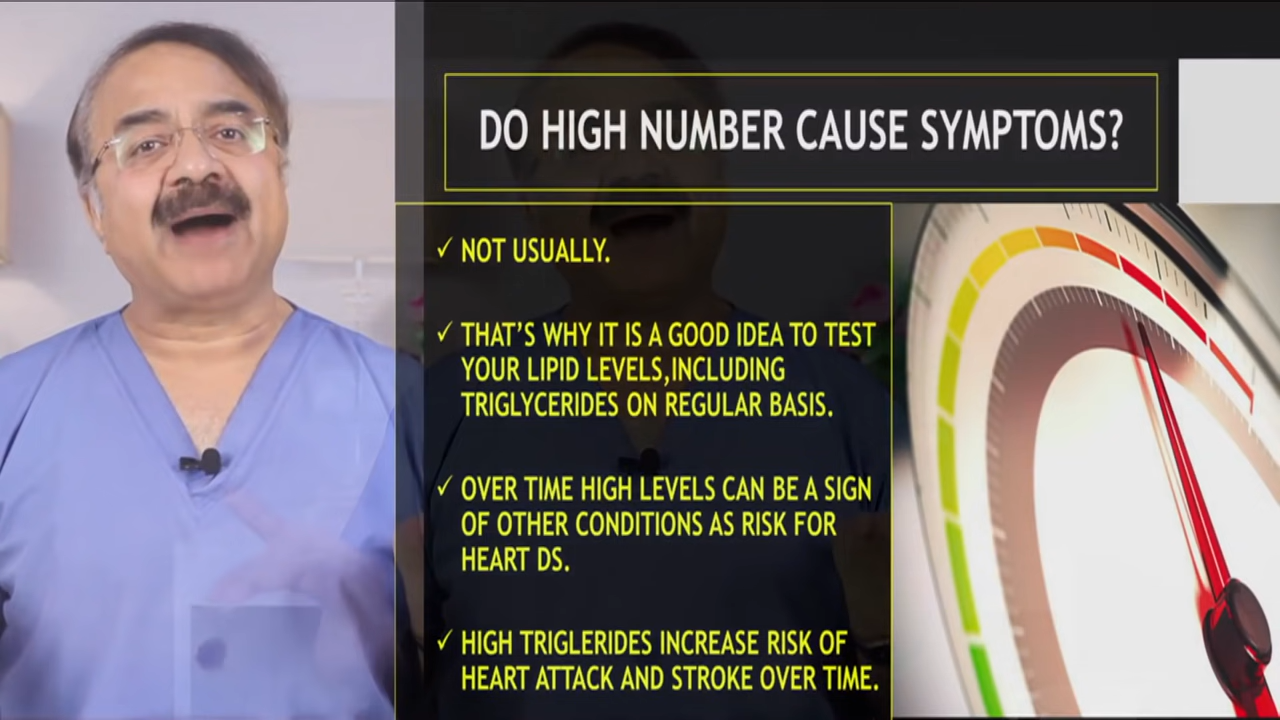 DO HIGH NUMBER CAUSE SYMPTOMS?
✓ NOT USUALLY.
✓ THAT'S WHY IT IS A GOOD IDEA TO TEST
YOUR LIPID LEVELS,INCLUDING
TRIGLYCERIDES ON REGULAR BASIS.
✓ OVER TIME HIGH LEVELS CAN BE A SIGN
OF OTHER CONDITIONS AS RISK FOR
HEART DS.
✓ HIGH TRIGLERIDES INCREASE RISK OF
HEART ATTACK AND STROKE OVER TIME.